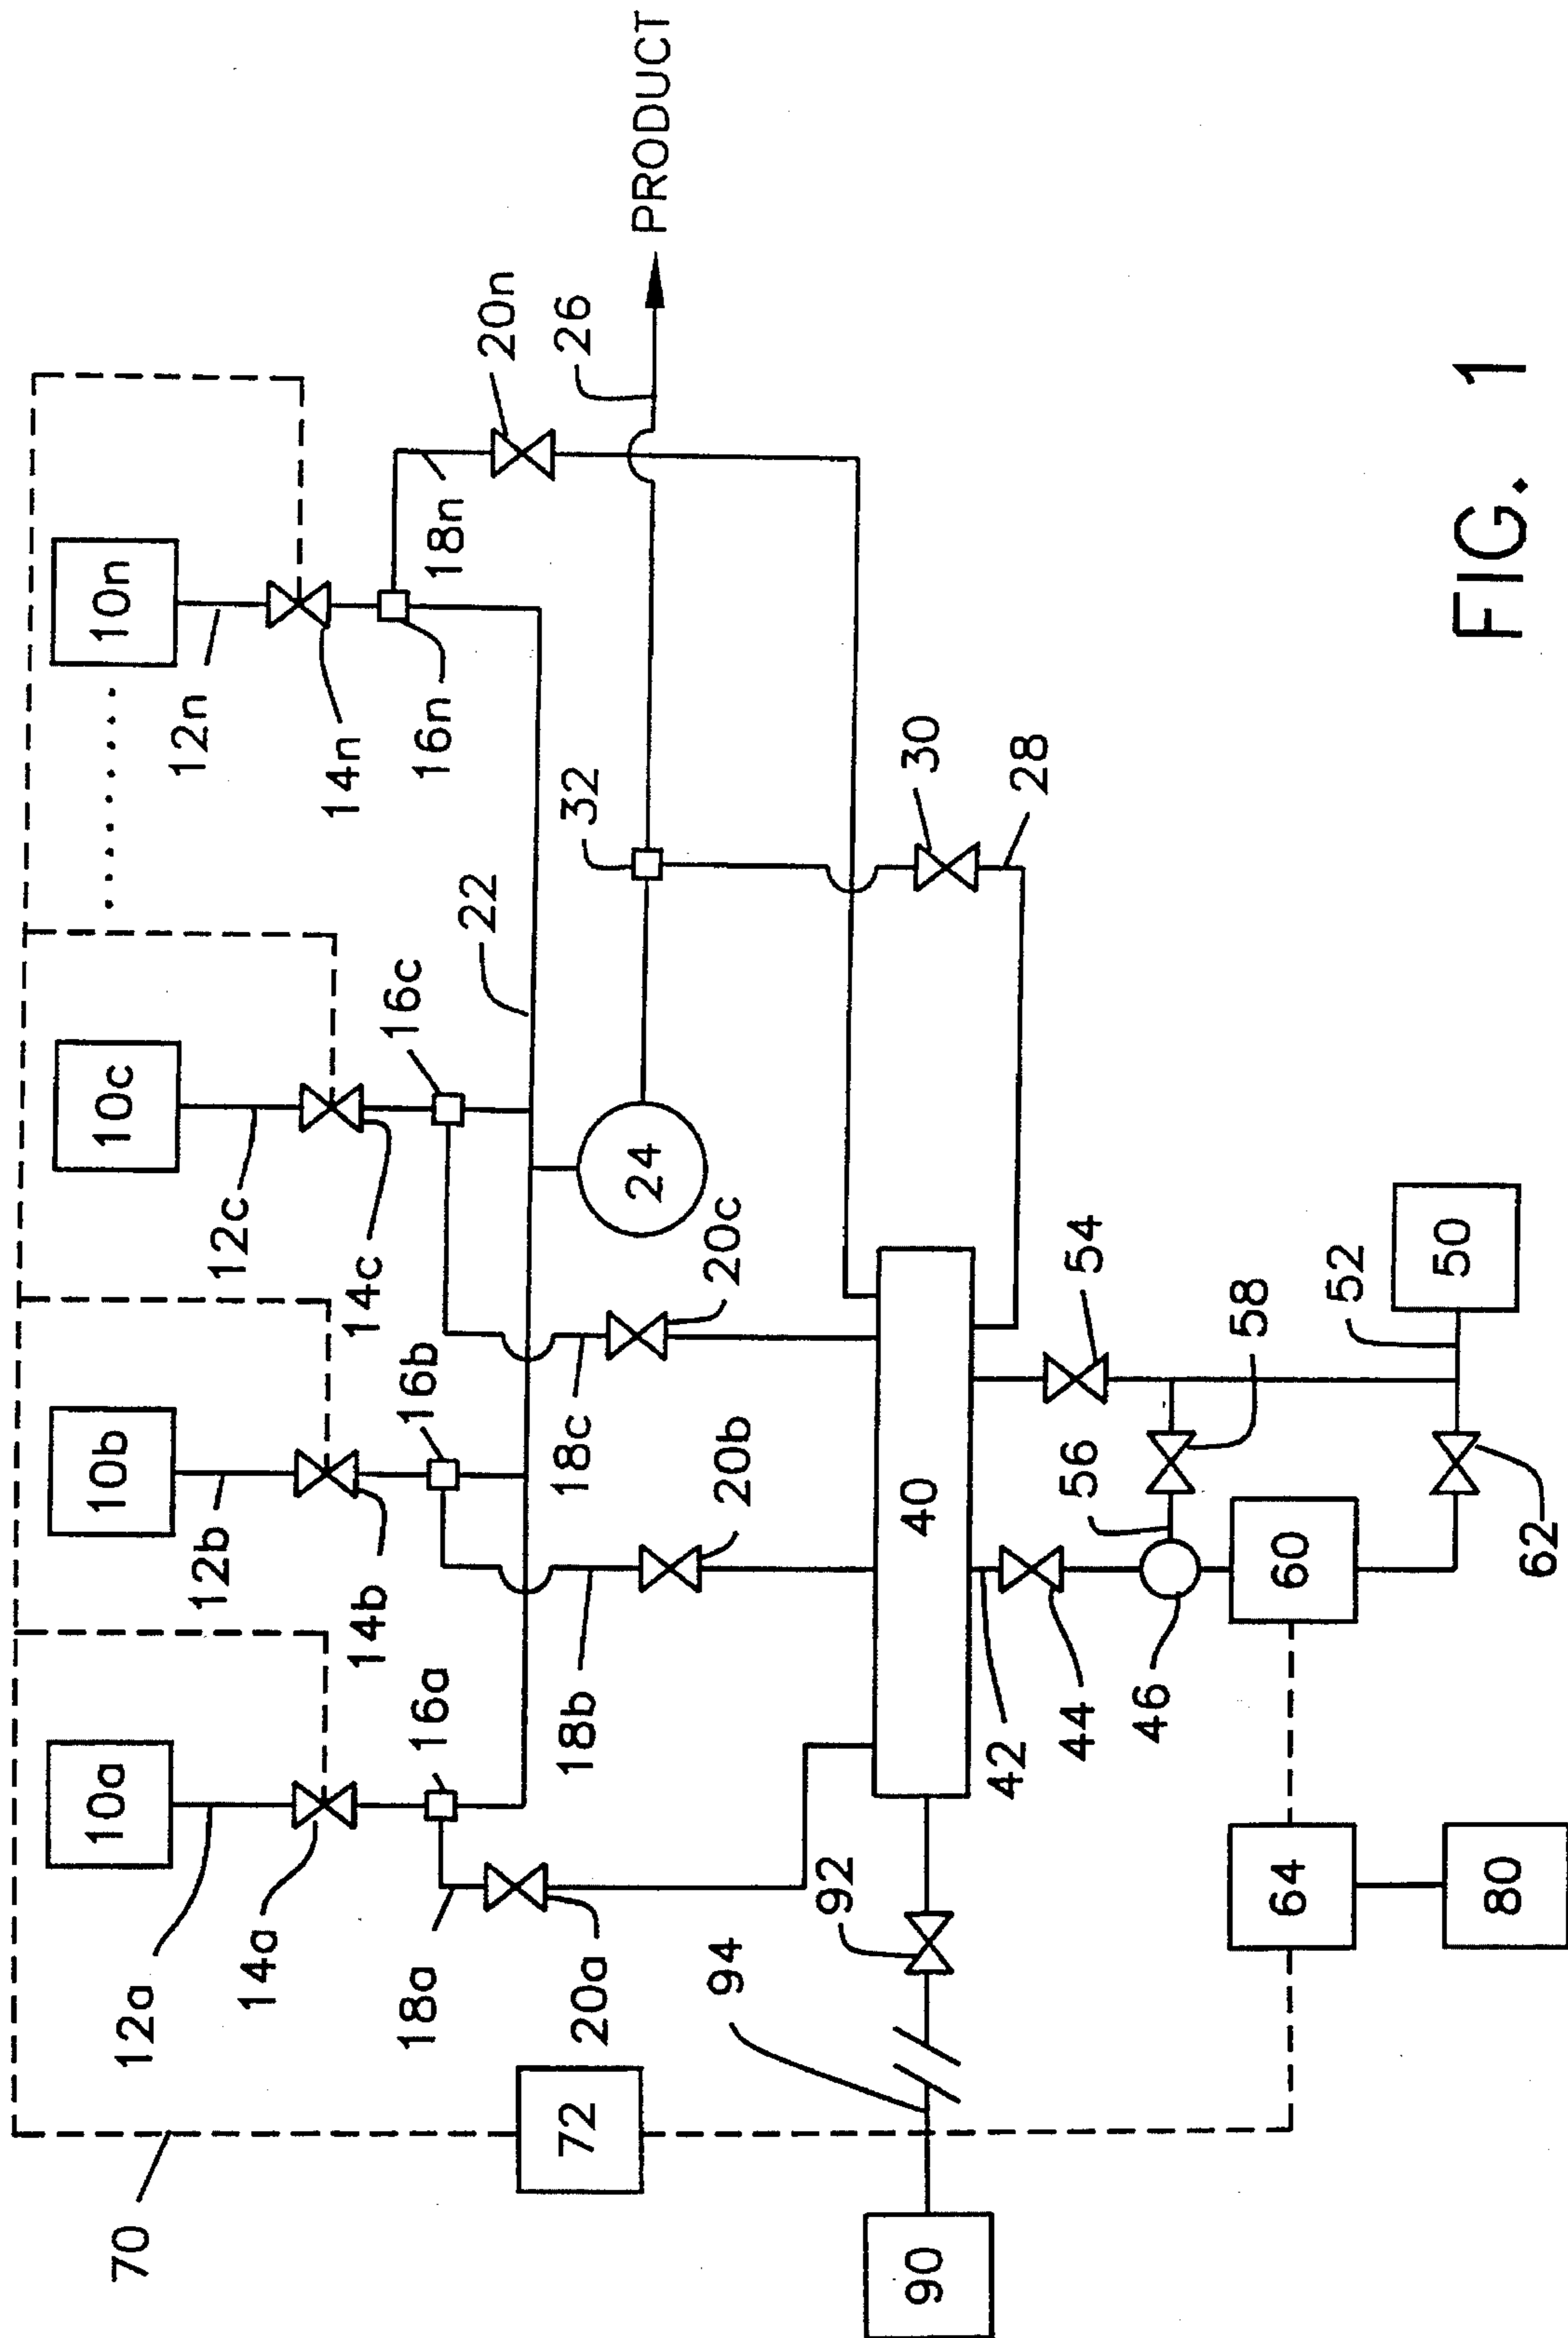 10a
10b
10c
10n
12a
12b
12c
12n
14a
14b
14c
14n
70
16a
16b
16c
16n
18a
18n
20a
20n
22
72
18b
18c
32
26
PRODUCT
20b
20c
24
94
92
90
40
30
28
42
44
56
54
46
58
64
60
52
80
62
50
FIG. 1